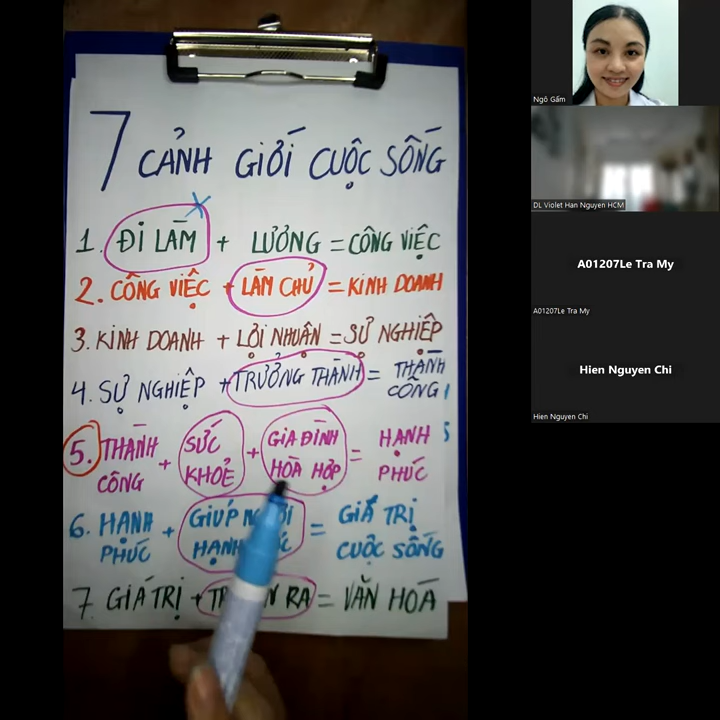 7 CẢNH GIỚI CUỘC SỐNG
1. ĐI LÀM + LƯƠNG = CÔNG VIỆC
2. CÔNG VIỆC + LÀM CHỦ = KINH DOANH
3. KINH DOANH + LỢI NHUẬN = SỰ NGHIỆP
4. SỰ NGHIỆP + TRƯỞNG THÀNH = THÀNH
CÔNG
5. THÀNH + SỨC + GIA ĐÌNH = HẠNH
CÔNG KHOẺ HOÀ HỢP PHÚC
6. HẠNH + GIÚP = GIÁ TRỊ
PHÚC HẠNH CUỘC SỐNG
7. GIÁ TRỊ + RA = VĂN HOÁ
Ngô Gấm
DL Violet Han Nguyen HCM
A01207Le Tra My
A01207Le Tra My
Hien Nguyen Chi
Hien Nguyen Chi